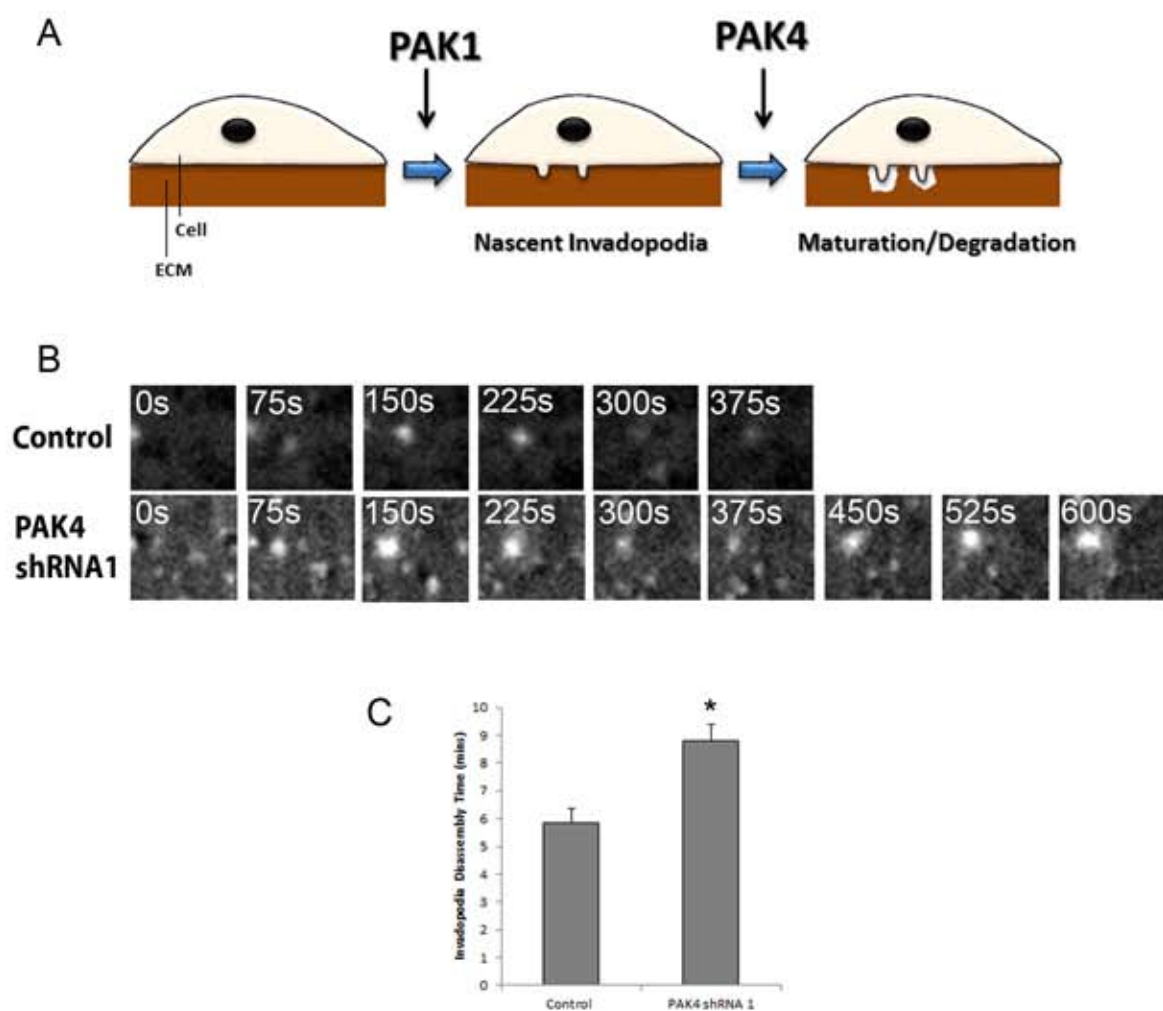 A
PAK1
PAK4
Cell
ECM
Nascent Invadopodia
Maturation/Degradation
B
Control
0s 75s 150s 225s 300s 375s
PAK4
shRNA1
0s 75s 150s 225s 300s 375s 450s 525s 600s
C
Invadopodia Disassembly Time (mins)
10
9
8
7
6
5
4
3
2
1
0
*
Control
PAK4 shRNA 1